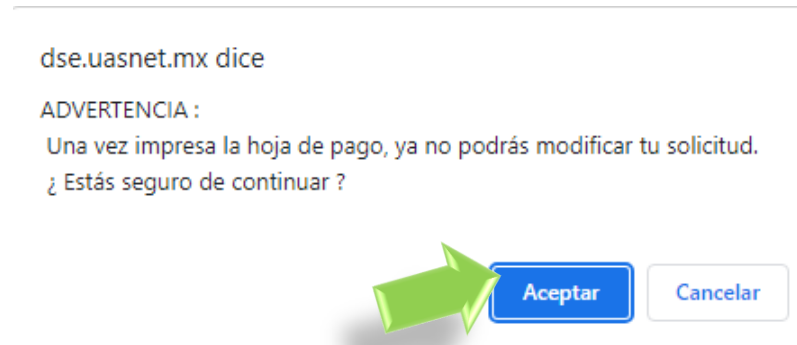 dse.uasnet.mx dice
ADVERTENCIA :
Una vez impresa la hoja de pago, ya no podrás modificar tu solicitud.
¿ Estás seguro de continuar ?
Aceptar Cancelar